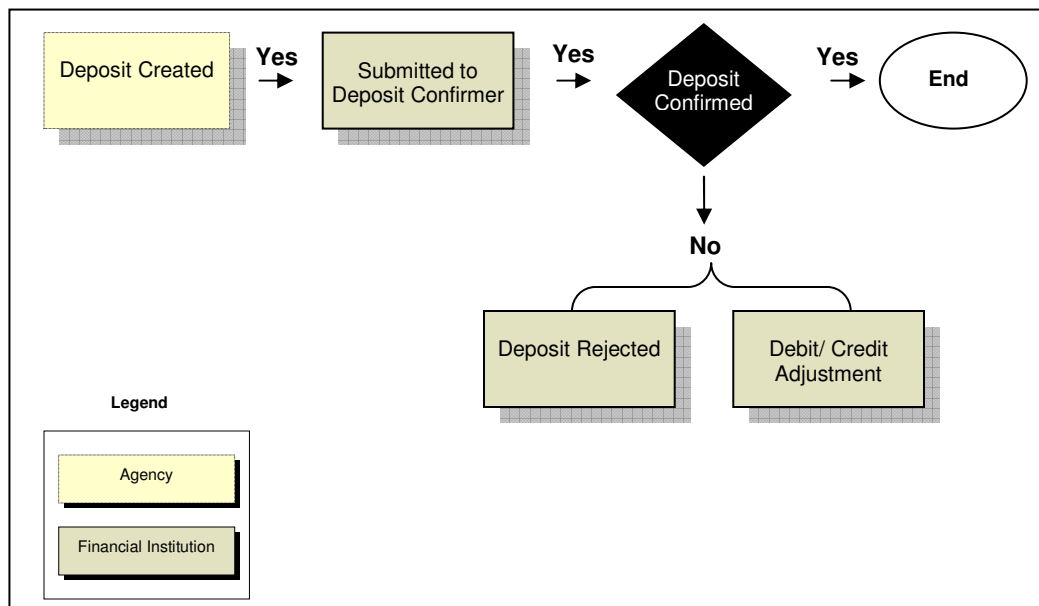 Deposit Created
Yes
Submitted to
Deposit Confirmer
Yes
Deposit
Confirmed
Yes
End
No
Deposit Rejected
Debit/ Credit
Adjustment
Legend
Agency
Financial Institution